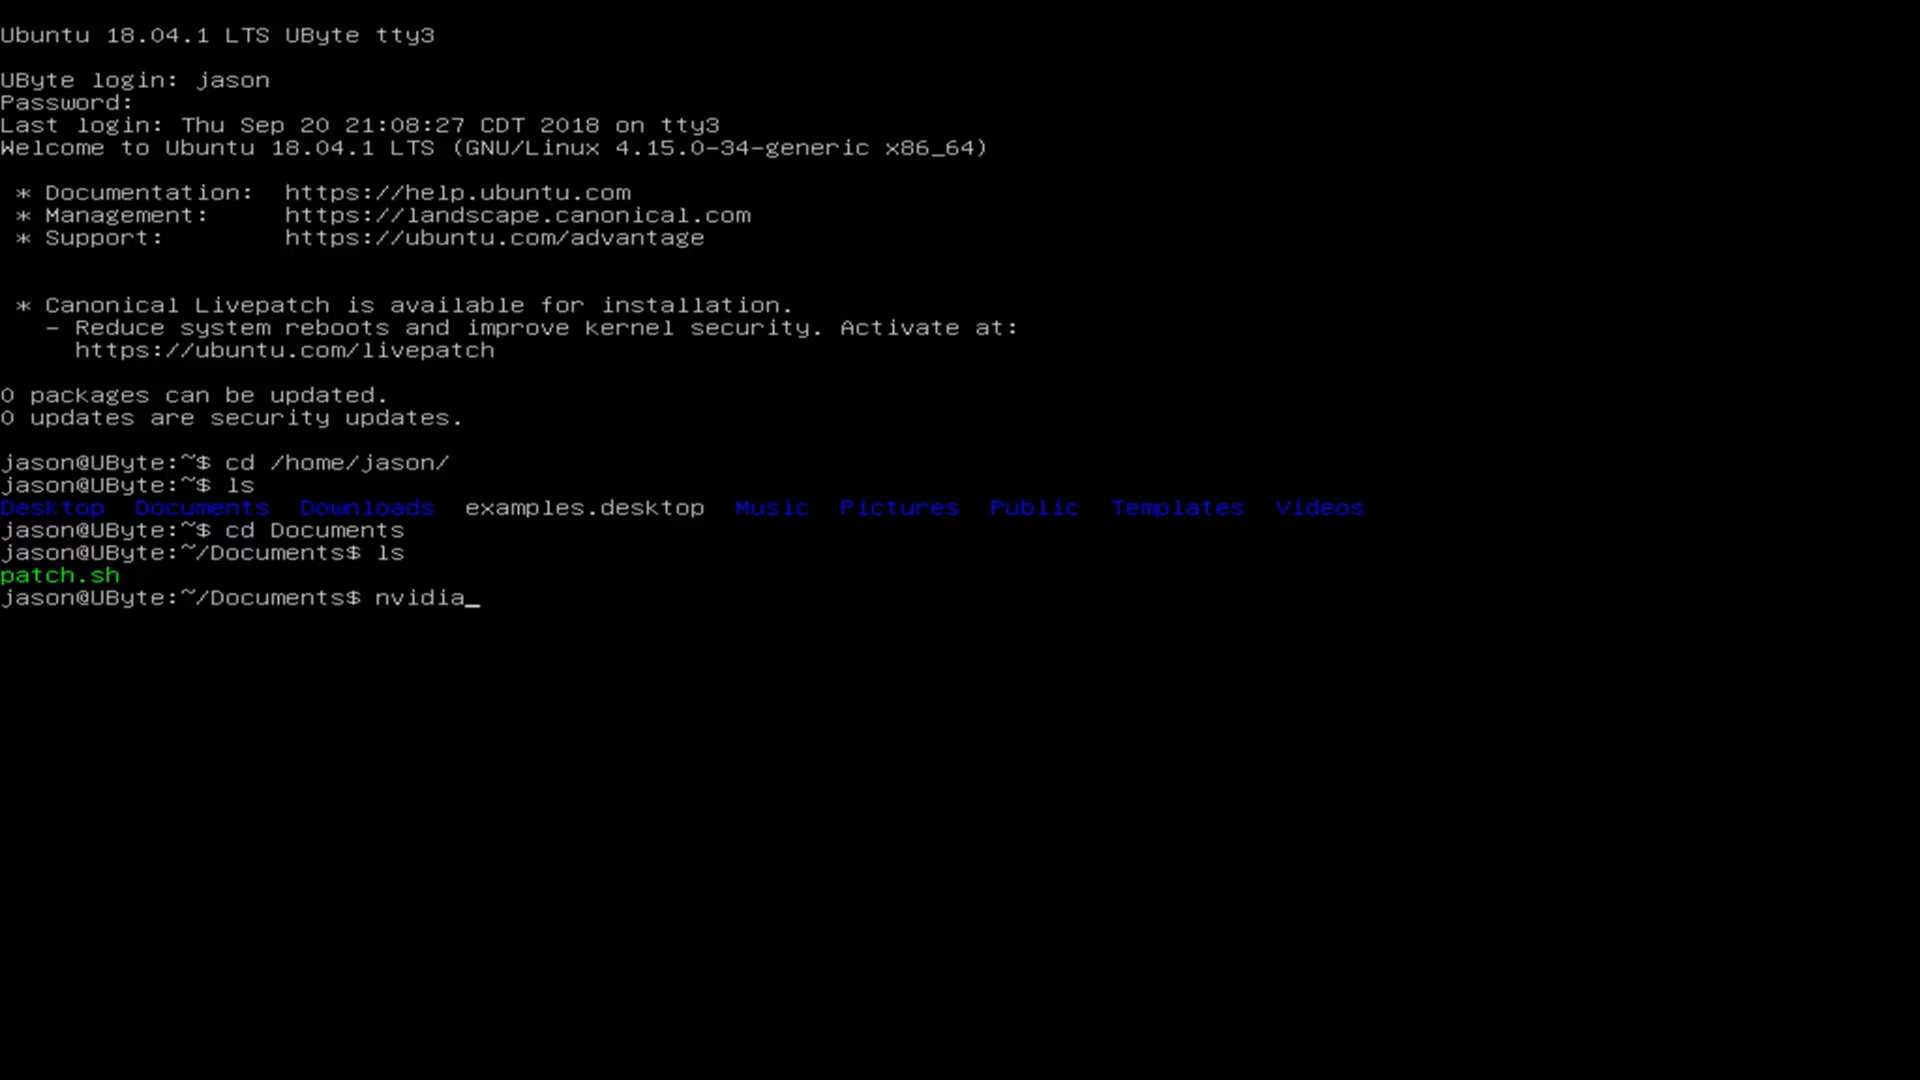 Ubuntu 18.04.1 LTS UByte tty3
UByte login: jason
Password:
Last login: Thu Sep 20 21:08:27 CDT 2018 on tty3
Welcome to Ubuntu 18.04.1 LTS (GNU/Linux 4.15.0-34-generic x86_64)
* Documentation:  https://help.ubuntu.com
* Management:     https://landscape.canonical.com
* Support:        https://ubuntu.com/advantage
* Canonical Livepatch is available for installation.
- Reduce system reboots and improve kernel security. Activate at:
https://ubuntu.com/livepatch
0 packages can be updated.
0 updates are security updates.
jason@UByte:~$ cd /home/jason/
jason@UByte:~$ ls
Desktop  Documents  Downloads  examples.desktop  Music  Pictures  Public  Templates  Videos
jason@UByte:~$ cd Documents
jason@UByte:~/Documents$ ls
patch.sh
jason@UByte:~/Documents$ nvidia_